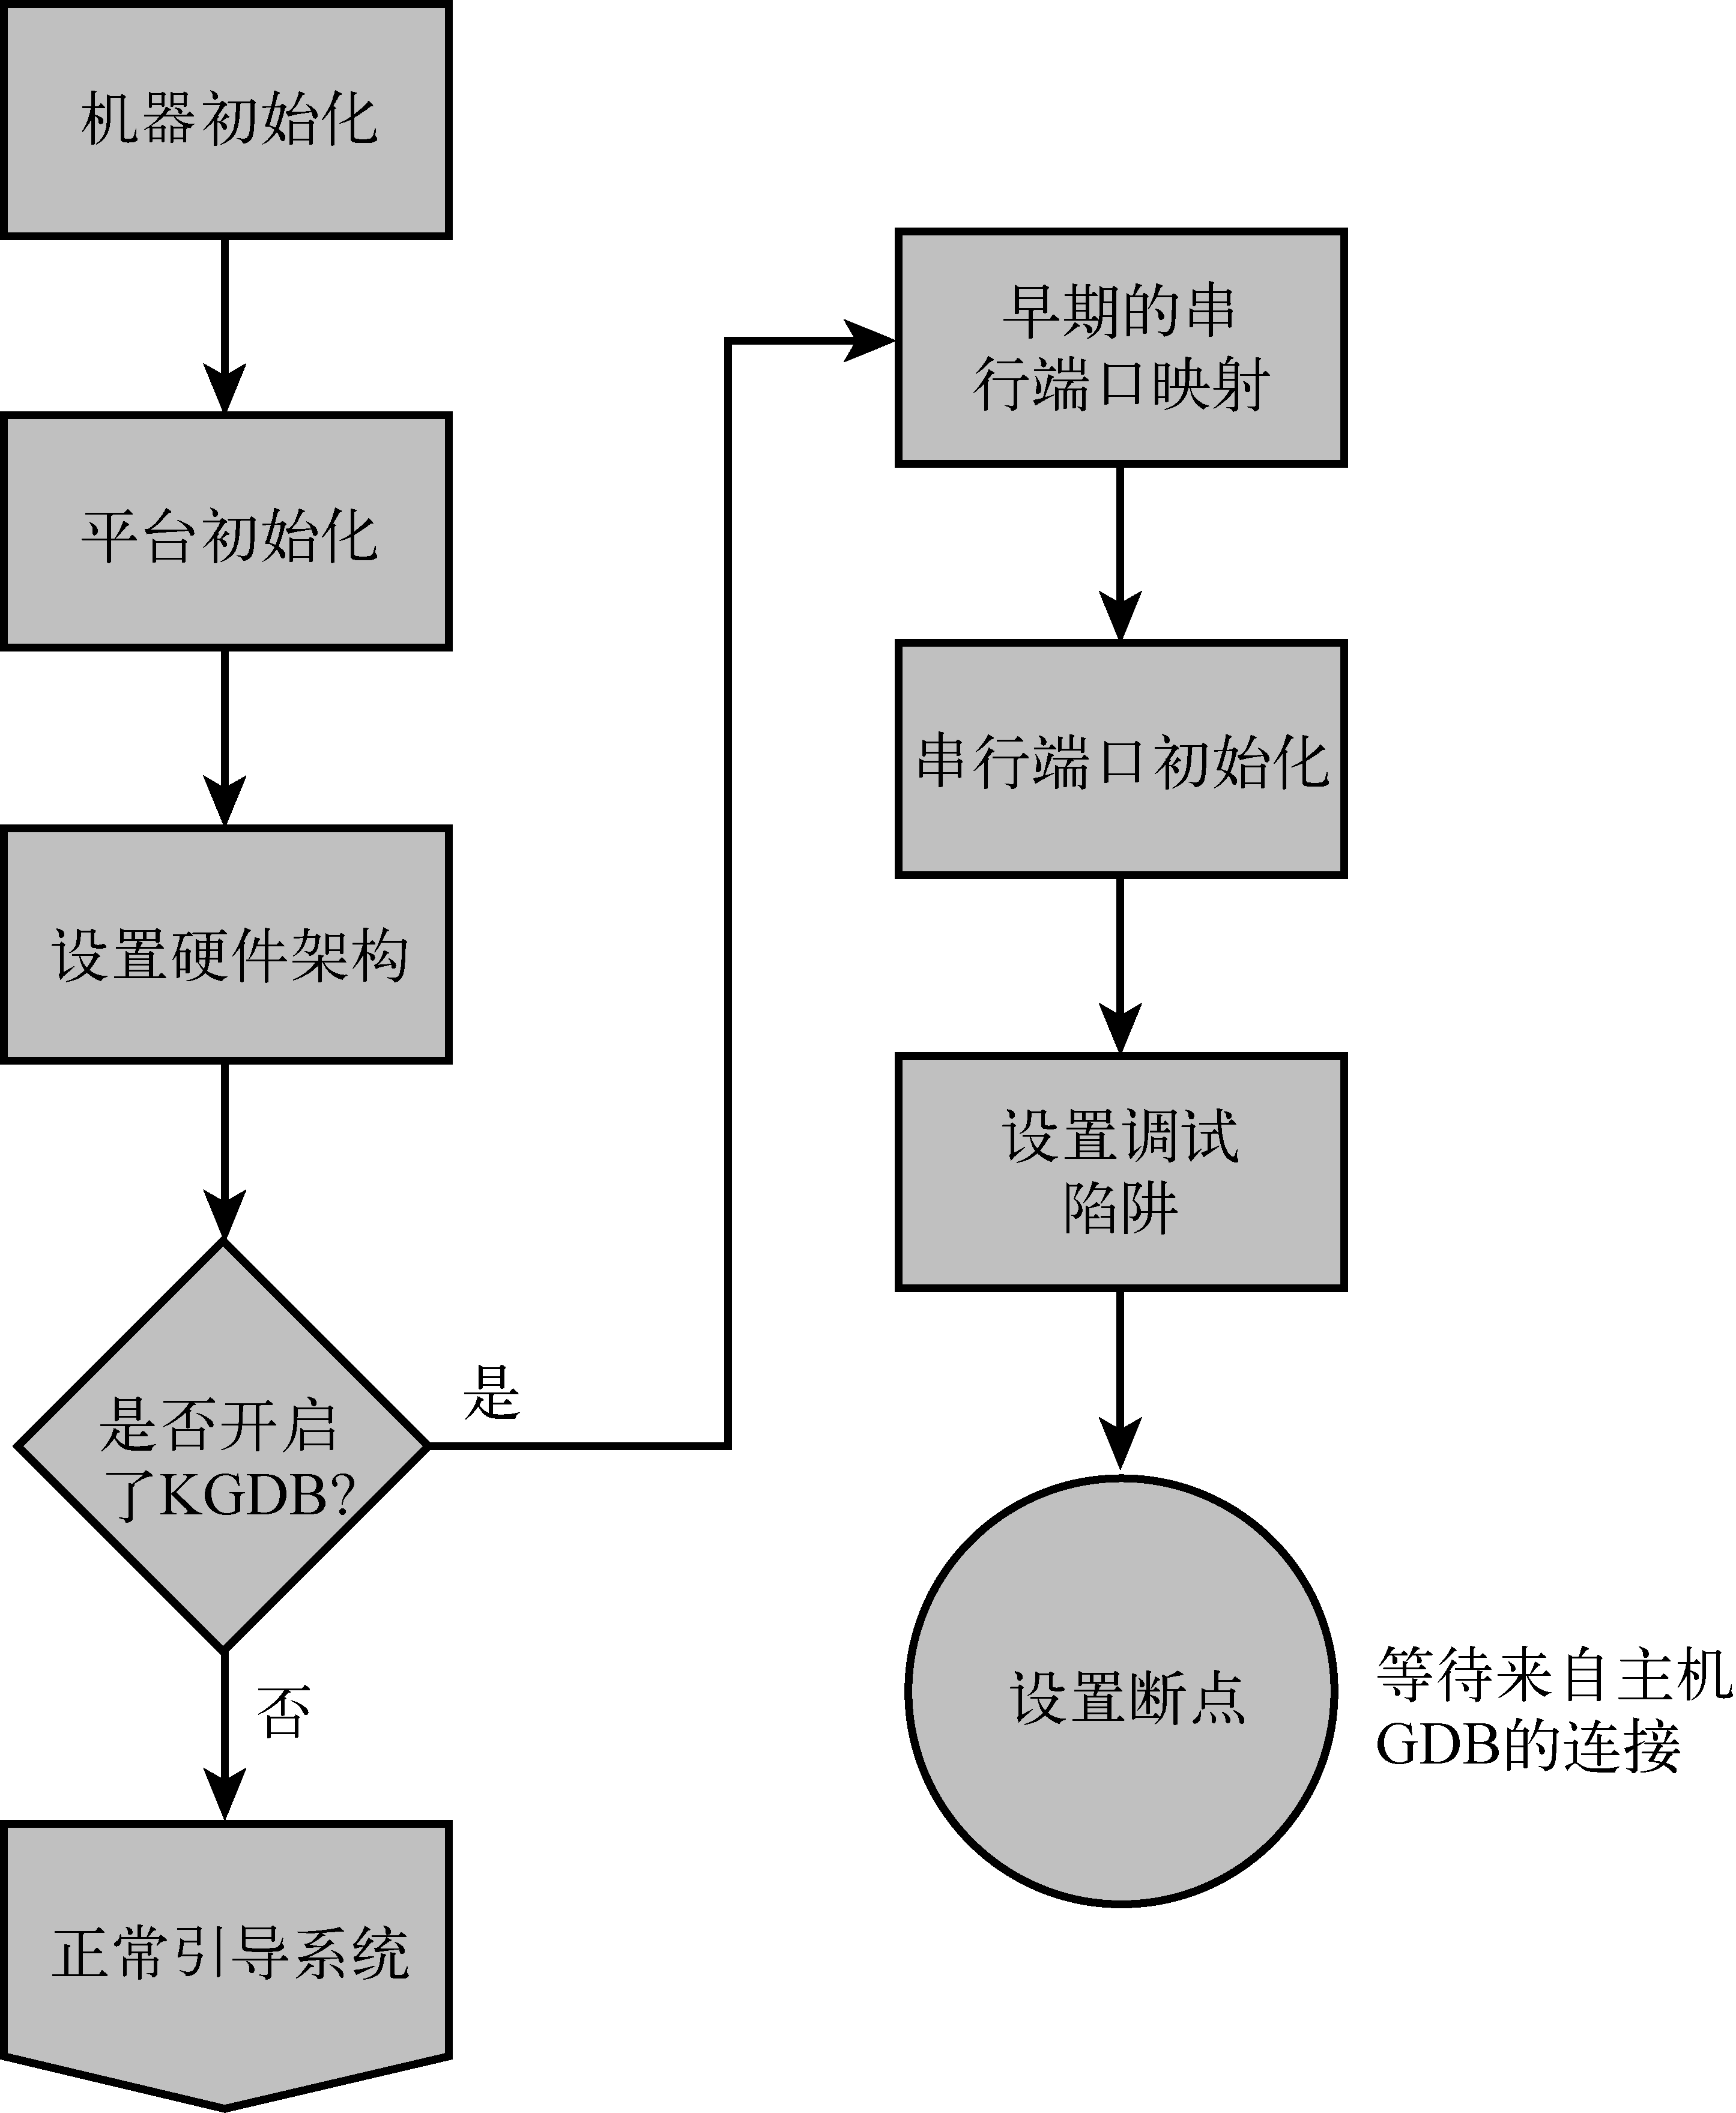 机器初始化
平台初始化
设置硬件架构
是否开启
了KGDB?
是
否
正常引导系统
早期的串
行端口映射
串行端口初始化
设置调试
陷阱
设置断点
等待来自主机
GDB的连接